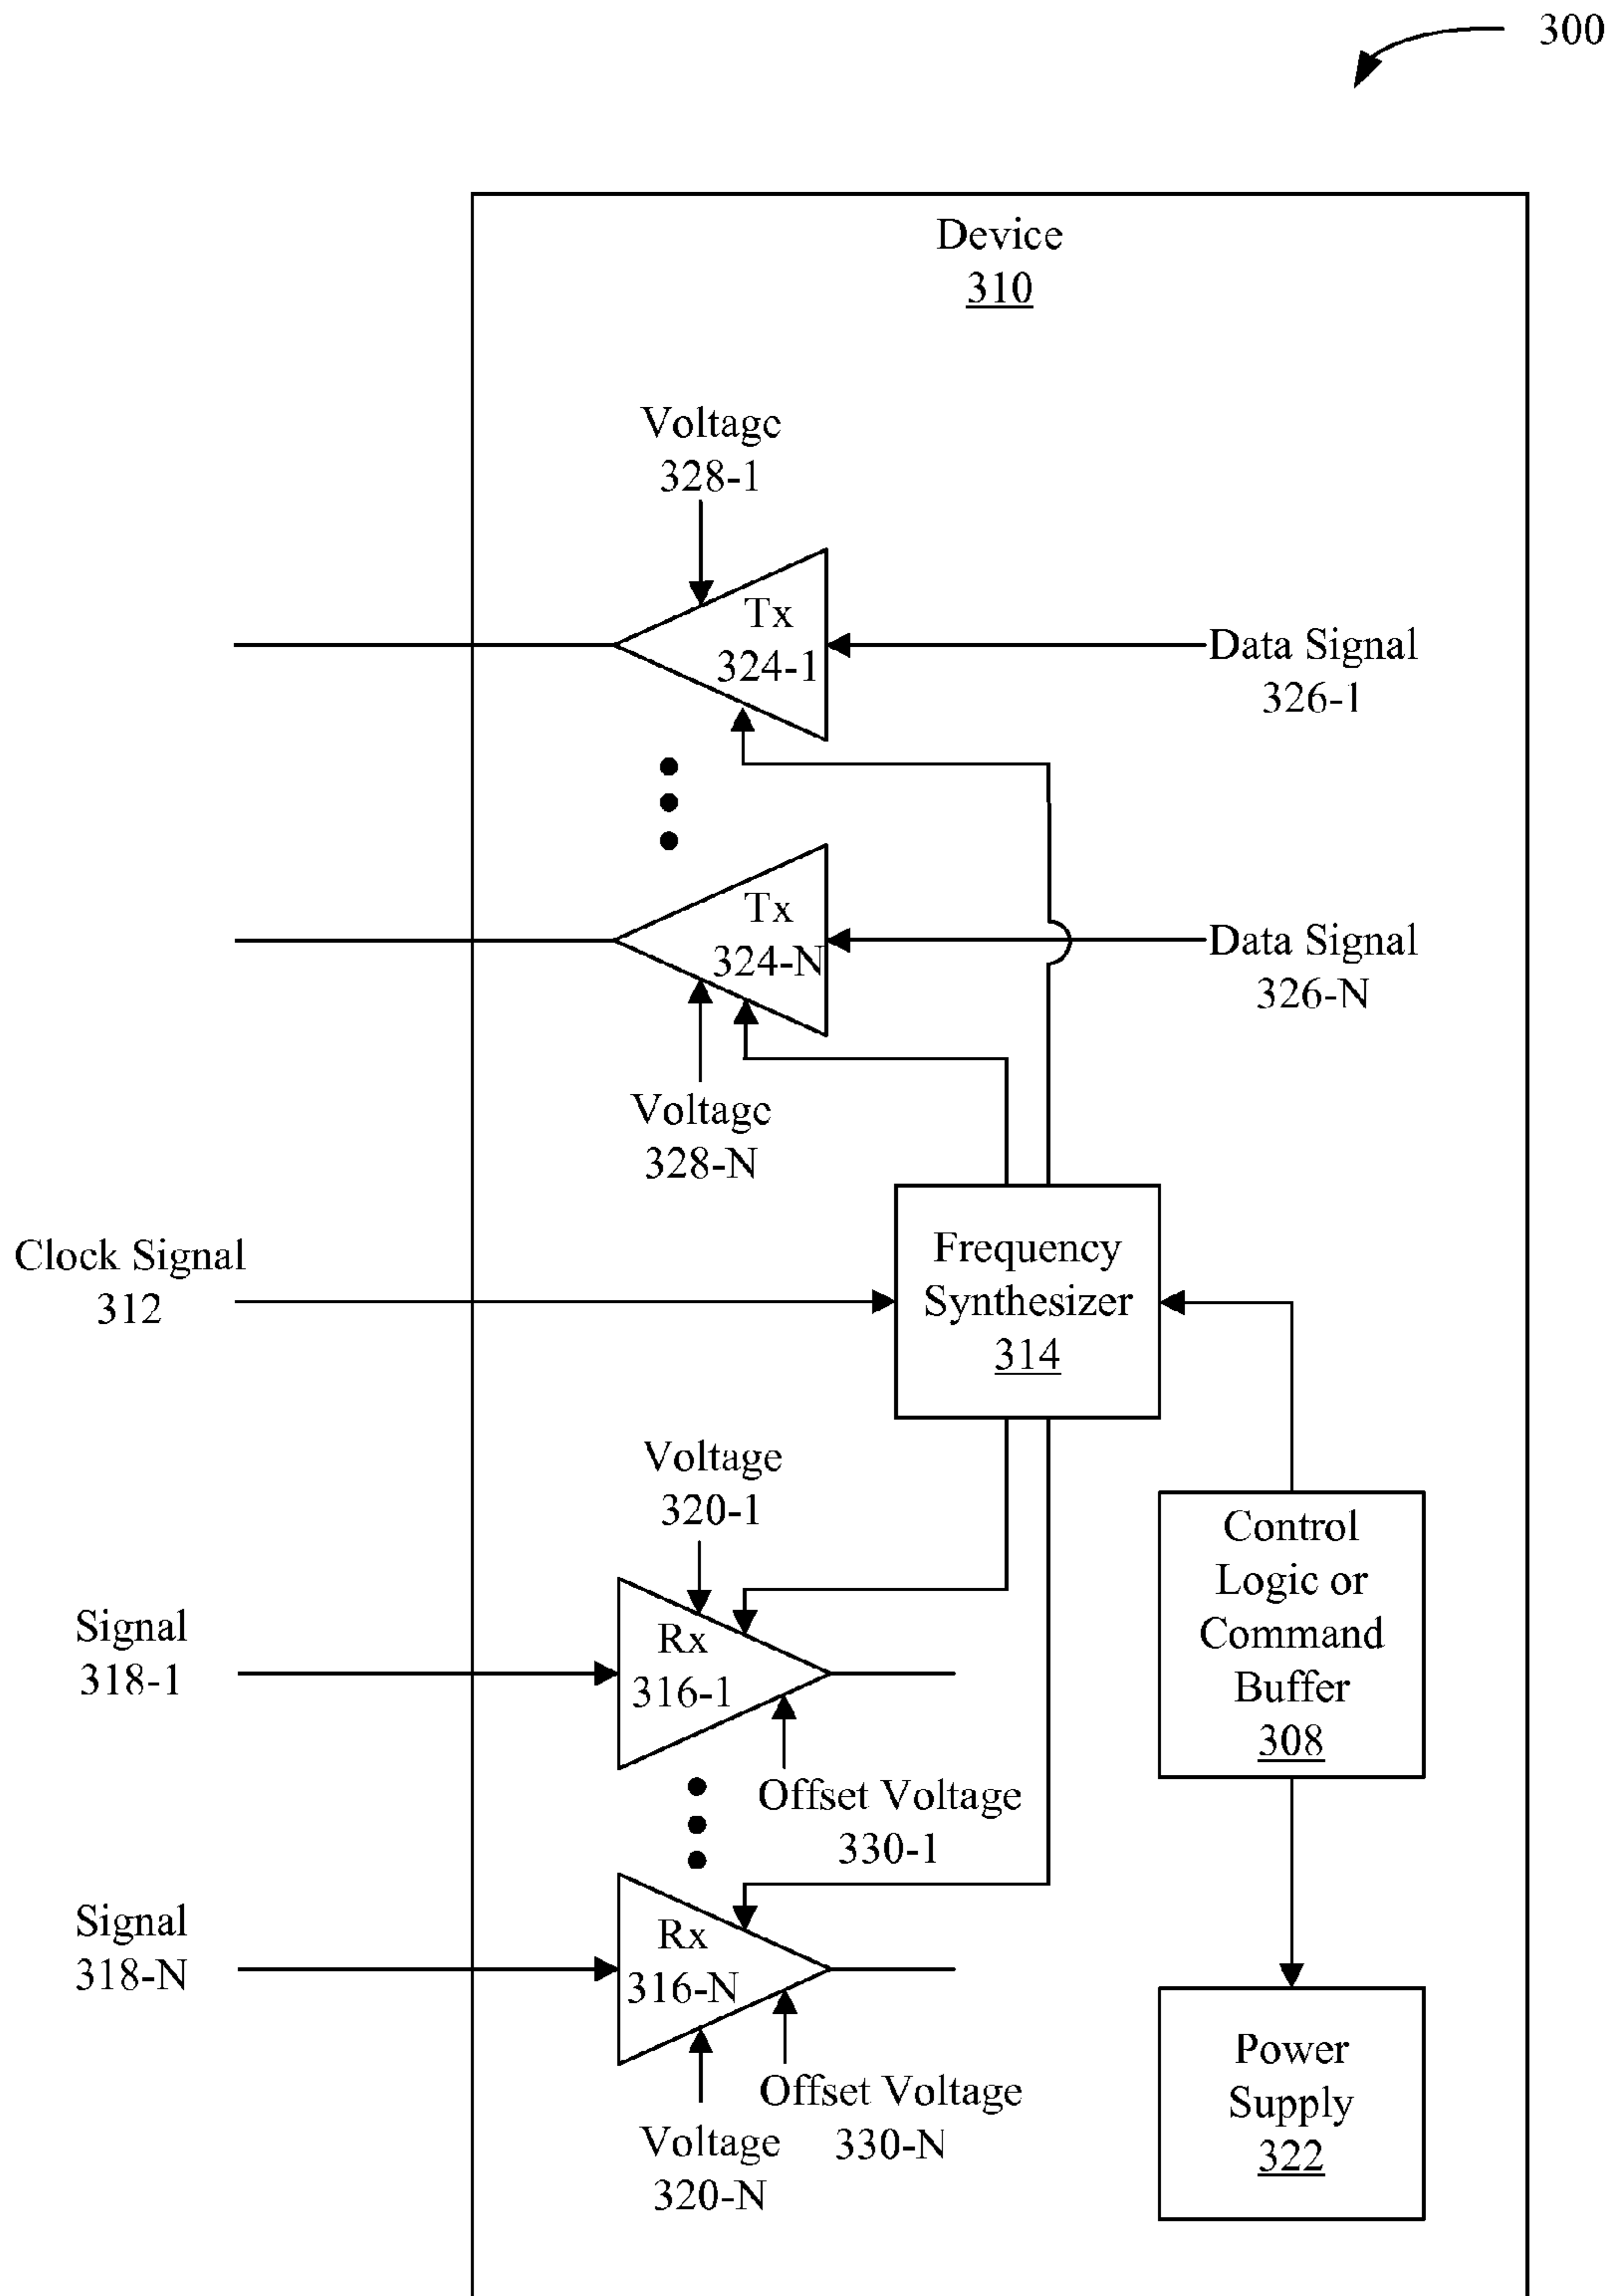 300
Device
310
Voltage
328-1
Tx
324-1
Data Signal
326-1
Tx
324-N
Data Signal
326-N
Voltage
328-N
Clock Signal
312
Frequency
Synthesizer
314
Voltage
320-1
Control
Logic or
Command
Buffer
308
Signal
318-1
Rx
316-1
Offset Voltage
330-1
Signal
318-N
Rx
316-N
Offset Voltage
330-N
Voltage
320-N
Power
Supply
322